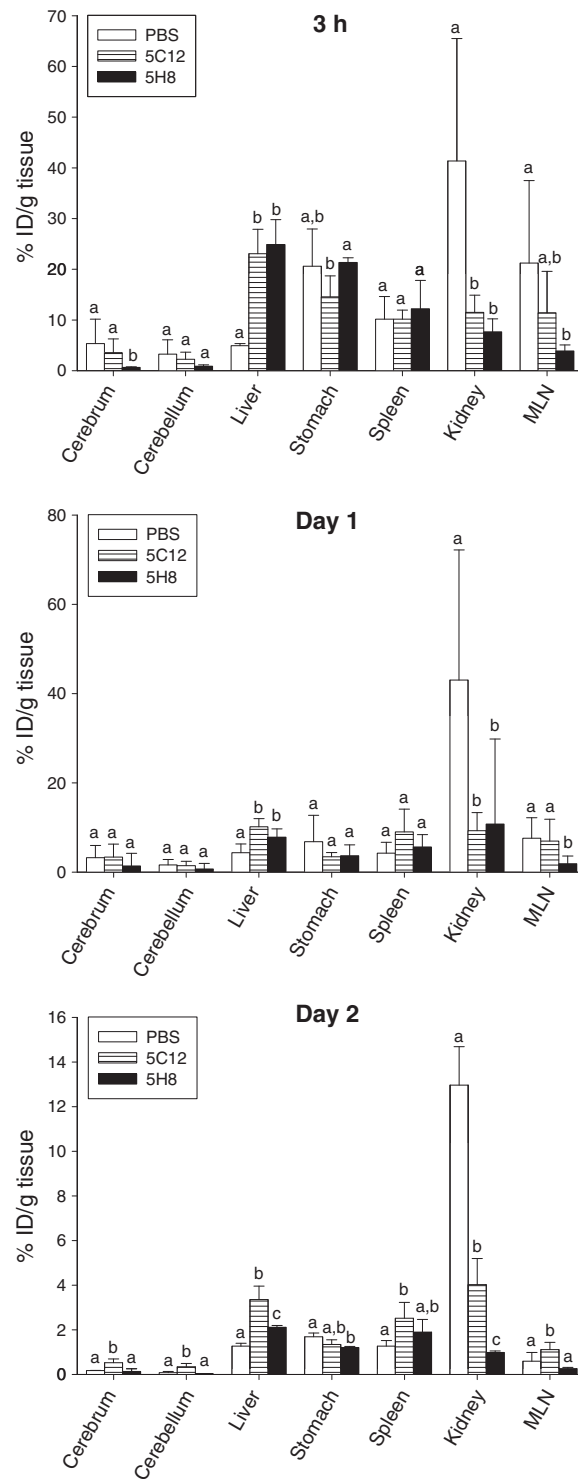 3 h
PBS
5C12
5H8
% ID/g tissue
70
60
50
40
30
20
10
0
a a b
a a a
a b b
a,b b a
a a a
a b b
a a,b b
Cerebrum Cerebellum Liver Stomach Spleen Kidney MLN
Day 1
PBS
5C12
5H8
% ID/g tissue
80
60
40
20
0
a a a
a a a
a b b
a a a
a a a
a b b
a a b
Cerebrum Cerebellum Liver Stomach Spleen Kidney MLN
Day 2
PBS
5C12
5H8
% ID/g tissue
16
14
12
10
8
6
4
2
0
a b a
a b a
a b c
a a,b b
a b a,b
a b c
a b a
Cerebrum Cerebellum Liver Stomach Spleen Kidney MLN